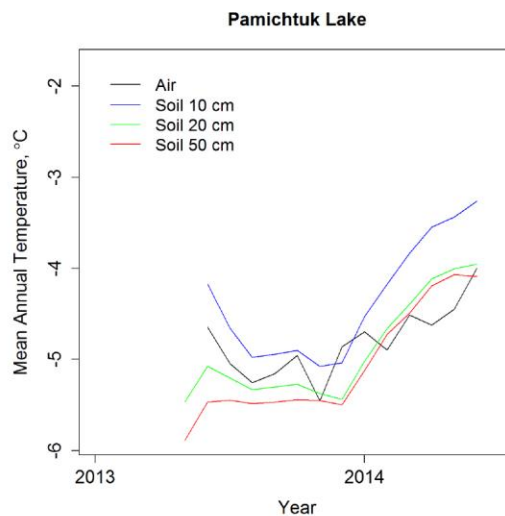 Pamichtuk Lake
Air
Soil 10 cm
Soil 20 cm
Soil 50 cm
Mean Annual Temperature, °C
-2
-3
-4
-5
-6
2013
2014
Year